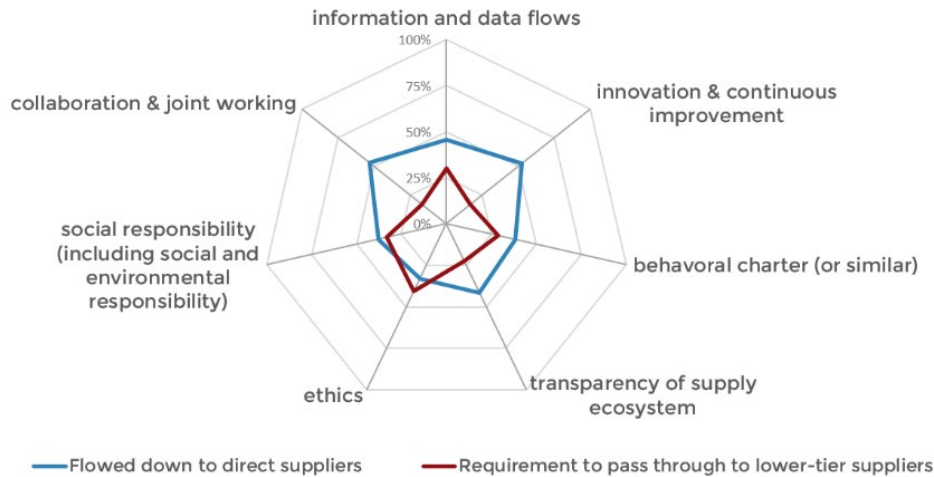 information and data flows
100%
75%
50%
25%
0%
innovation & continuous
improvement
collaboration & joint working
behavoral charter (or similar)
social responsibility
(including social and
environmental
responsibility)
transparency of supply
ecosystem
ethics
Flowed down to direct suppliers
Requirement to pass through to lower-tier suppliers